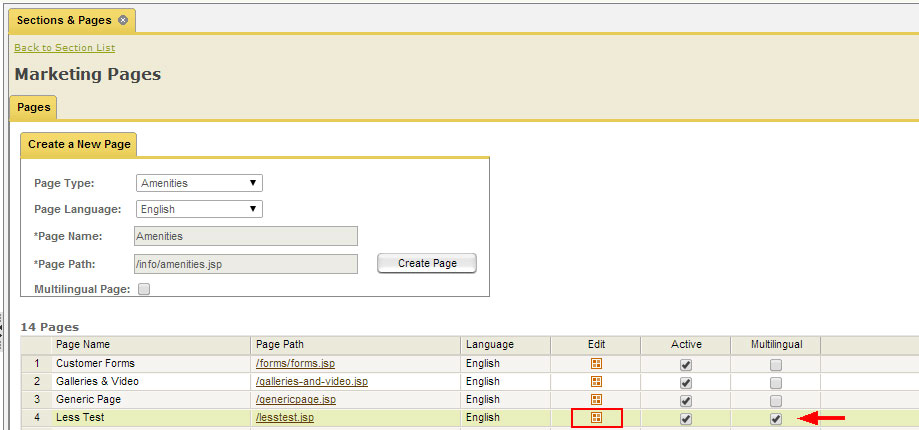 Sections & Pages
Back to Section List
Marketing Pages
Pages
Create a New Page
Page Type: Amenities
Page Language: English
*Page Name: Amenities
*Page Path: /info/amenities.jsp Create Page
Multilingual Page:
14 Pages
Page Name Page Path Language Edit Active Multilingual
1 Customer Forms /forms/forms.jsp English
2 Galleries & Video /galleries-and-video.jsp English
3 Generic Page /genericpage.jsp English
4 Less Test /lesstest.jsp English